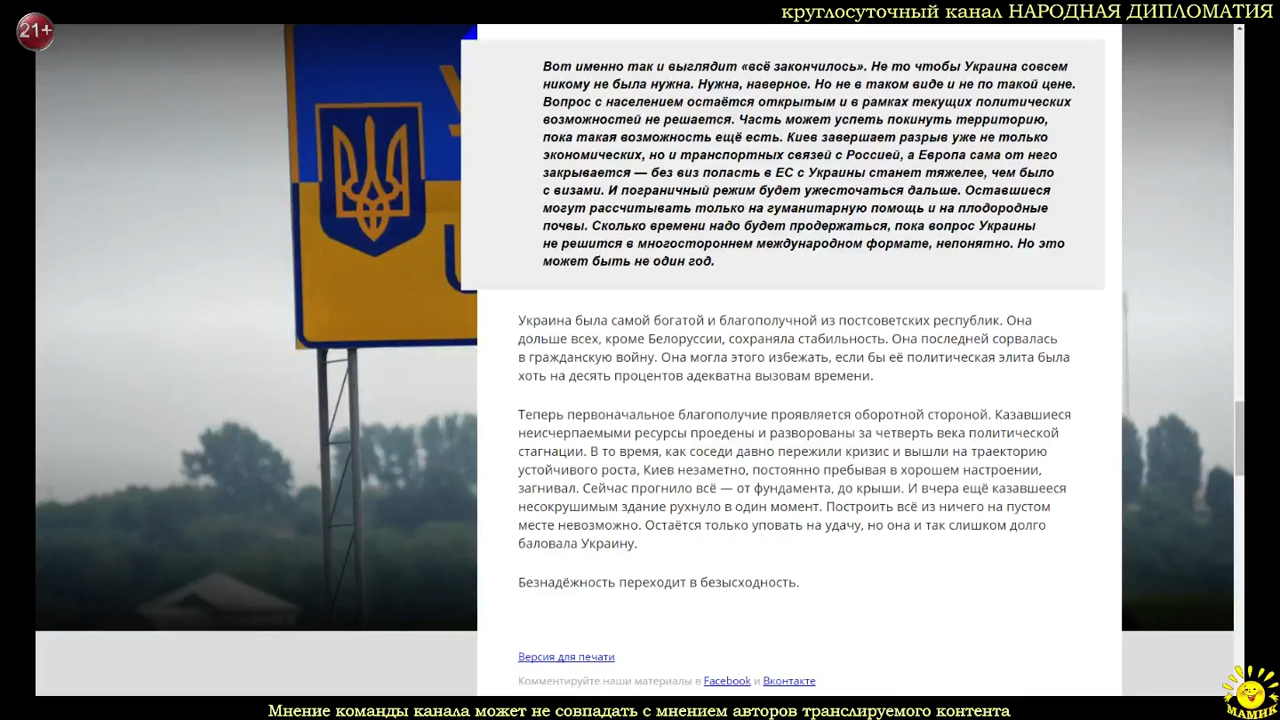 круглосуточный канал НАРОДНАЯ ДИПЛОМАТИЯ
21+
Вот именно так и выглядит «всё закончилось». Не то чтобы Украина совсем
никому не была нужна. Нужна, наверное. Но не в таком виде и не по такой цене.
Вопрос с населением остаётся открытым и в рамках текущих политических
возможностей не решается. Часть может успеть покинуть территорию,
пока такая возможность ещё есть. Киев завершает разрыв уже не только
экономических, но и транспортных связей с Россией, а Европа сама от него
закрывается — без виз попасть в ЕС с Украины станет тяжелее, чем было
с визами. И пограничный режим будет ужесточаться дальше. Оставшиеся
могут рассчитывать только на гуманитарную помощь и на плодородные
почвы. Сколько времени надо будет продержаться, пока вопрос Украины
не решится в многостороннем международном формате, непонятно. Но это
может быть не один год.
Украина была самой богатой и благополучной из постсоветских республик. Она
дольше всех, кроме Белоруссии, сохраняла стабильность. Она последней сорвалась
в гражданскую войну. Она могла этого избежать, если бы её политическая элита была
хоть на десять процентов адекватна вызовам времени.
Теперь первоначальное благополучие проявляется оборотной стороной. Казавшиеся
неисчерпаемыми ресурсы проедены и разворованы за четверть века политической
стагнации. В то время, как соседи давно пережили кризис и вышли на траекторию
устойчивого роста, Киев незаметно, постоянно пребывая в хорошем настроении,
загнивал. Сейчас прогнило всё — от фундамента, до крыши. И вчера ещё казавшееся
несокрушимым здание рухнуло в один момент. Построить всё из ничего на пустом
месте невозможно. Остаётся только уповать на удачу, но она и так слишком долго
баловала Украину.
Безнадёжность переходит в безысходность.
Версия для печати
Комментируйте наши материалы в Facebook и Вконтакте
МАМИК
Мнение команды канала может не совпадать с мнением авторов транслируемого контента